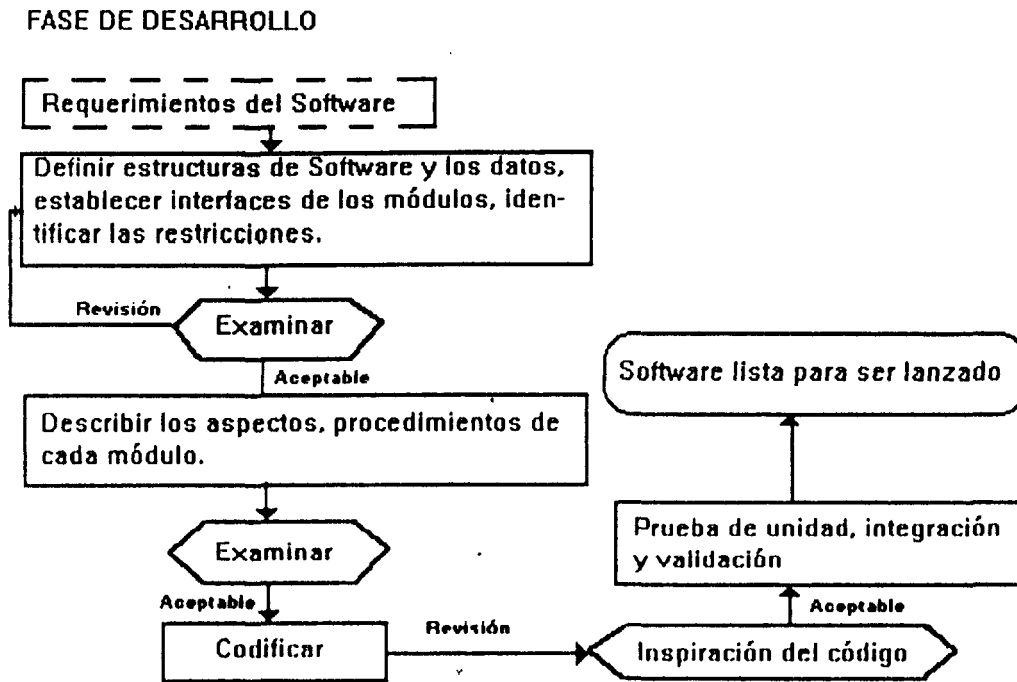 FASE DE DESARROLLO
Requerimientos del Software
Definir estructuras de Software y los datos,
establecer interfaces de los módulos, iden-
tificar las restricciones.
Revisión
Examinar
Aceptable
Describir los aspectos, procedimientos de
cada módulo.
Examinar
Aceptable
Codificar
Revisión
Inspiración del código
Aceptable
Prueba de unidad, integración
y validación
Software lista para ser lanzado